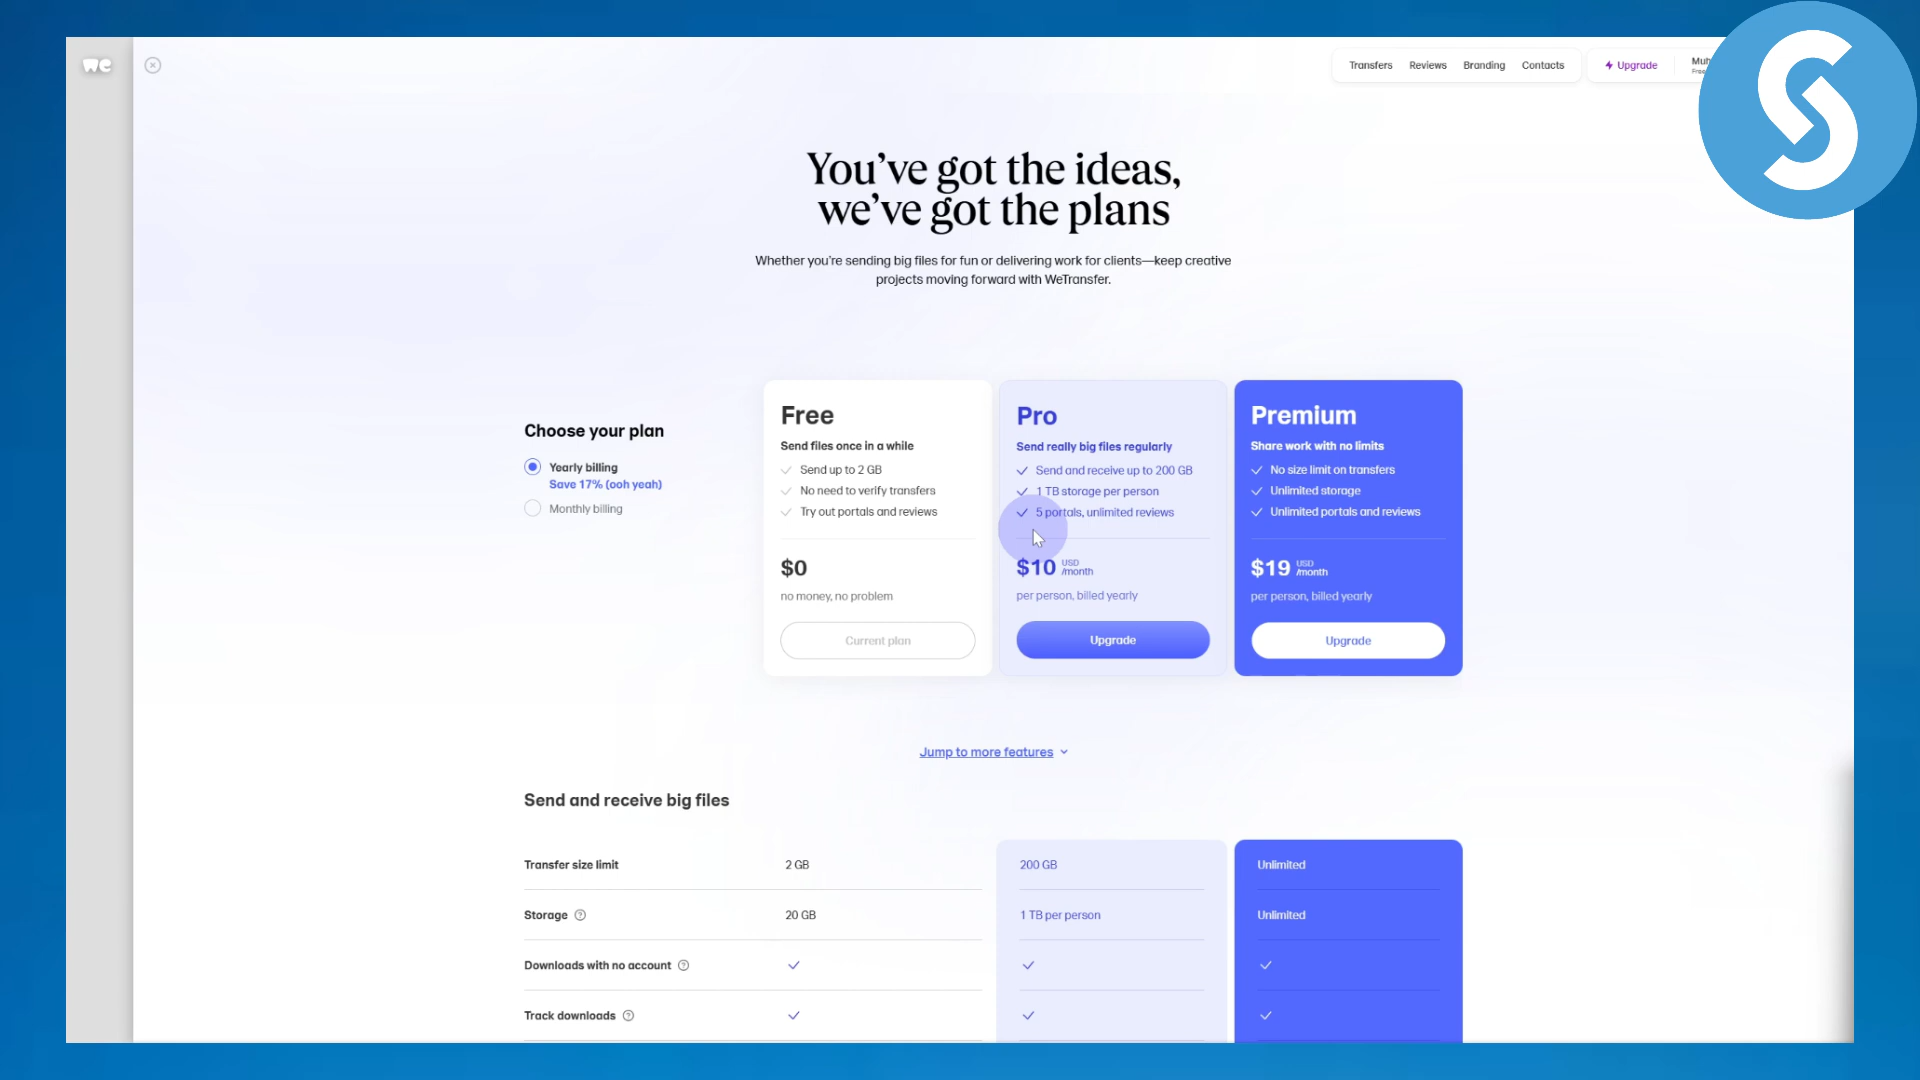 we
Transfers
Reviews
Branding
Contacts
Upgrade
You've got the ideas,
we've got the plans
Whether you're sending big files for fun or delivering work for clients—keep creative
projects moving forward with WeTransfer.
Choose your plan
Yearly billing
Save 17% (ooh yeah)
Monthly billing
Free
Send files once in a while
Send up to 2 GB
No need to verify transfers
Try out portals and reviews
$0
no money, no problem
Current plan
Pro
Send really big files regularly
Send and receive up to 200 GB
1 TB storage per person
5 portals, unlimited reviews
$10 USD
/month
per person, billed yearly
Upgrade
Premium
Share work with no limits
No size limit on transfers
Unlimited storage
Unlimited portals and reviews
$19 USD
/month
per person, billed yearly
Upgrade
Jump to more features
Send and receive big files
Transfer size limit 2 GB 200 GB Unlimited
Storage ? 20 GB 1 TB per person Unlimited
Downloads with no account ?
Track downloads ?